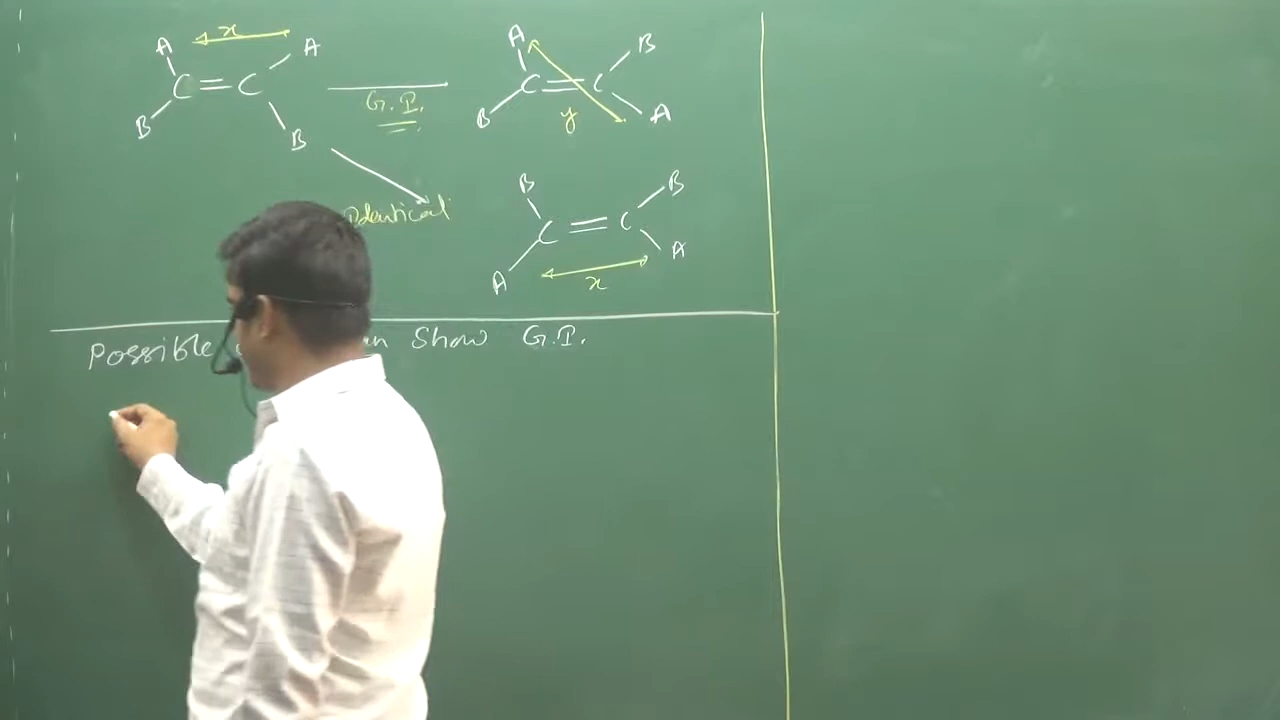 A x A A B
C = C C = C
B B G.I. B y A
Identical B B
C = C
A x A
Possible Show G.I.